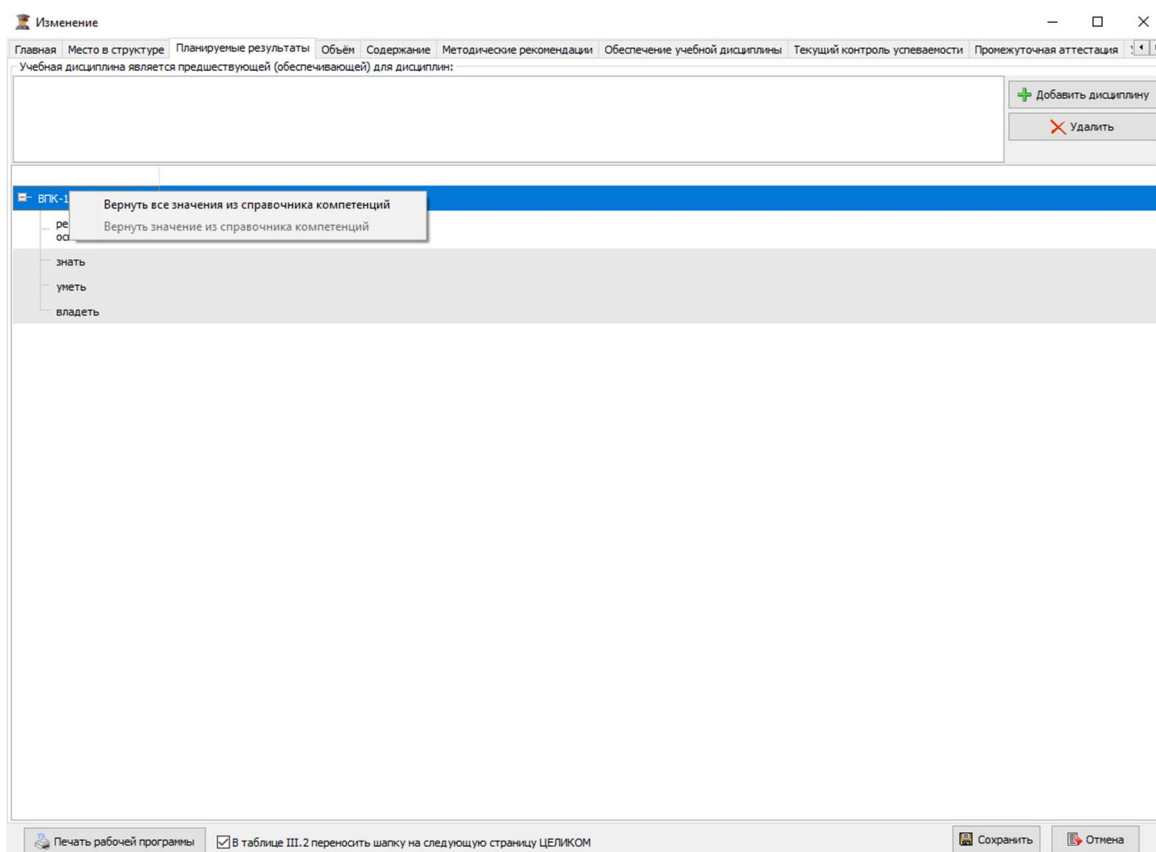 Изменение
Главная Место в структуре Планируемые результаты Объём Содержание Методические рекомендации Обеспечение учебной дисциплины Текущий контроль успеваемости Промежуточная аттестация
Учебная дисциплина является предшествующей (обеспечивающей) для дисциплин:
Добавить дисциплину
Удалить
ВПК-1
Вернуть все значения из справочника компетенций
Вернуть значение из справочника компетенций
знать
уметь
владеть
Печать рабочей программы В таблице III.2 переносить шапку на следующую страницу ЦЕЛИКОМ Сохранить Отмена